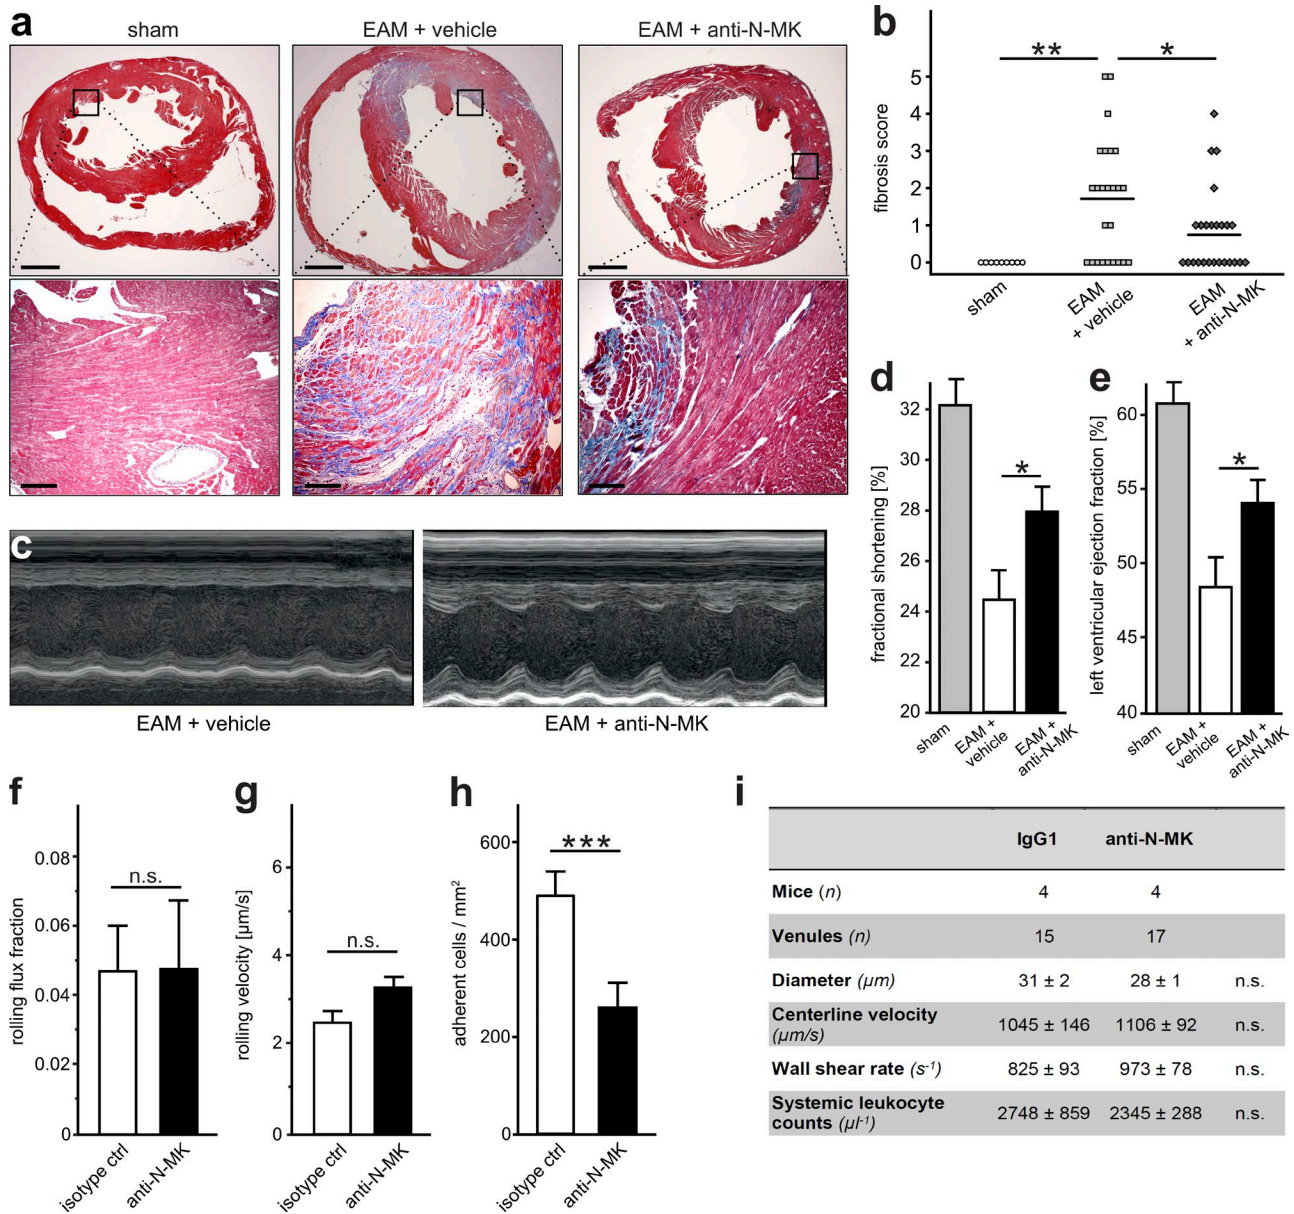 a
sham
EAM + vehicle
EAM + anti-N-MK
b
fibrosis score
5
4
3
2
1
0
**
*
sham
EAM
+ vehicle
EAM
+ anti-N-MK
c
EAM + vehicle
EAM + anti-N-MK
d
fractional shortening [%]
32
30
28
26
24
22
20
*
sham
EAM +
vehicle
EAM +
anti-N-MK
e
left ventricular ejection fraction [%]
60
55
50
45
40
*
sham
EAM +
vehicle
EAM +
anti-N-MK
f
rolling flux fraction
0.08
0.06
0.04
0.02
0
n.s.
isotype ctrl
anti-N-MK
g
rolling velocity [µm/s]
6
4
2
0
n.s.
isotype ctrl
anti-N-MK
h
adherent cells / mm²
600
400
200
0
***
isotype ctrl
anti-N-MK
i
IgG1 anti-N-MK
Mice (n) 4 4
Venules (n) 15 17
Diameter (µm) 31 ± 2 28 ± 1 n.s.
Centerline velocity
(µm/s) 1045 ± 146 1106 ± 92 n.s.
Wall shear rate (s⁻¹) 825 ± 93 973 ± 78 n.s.
Systemic leukocyte
counts (µl⁻¹) 2748 ± 859 2345 ± 288 n.s.